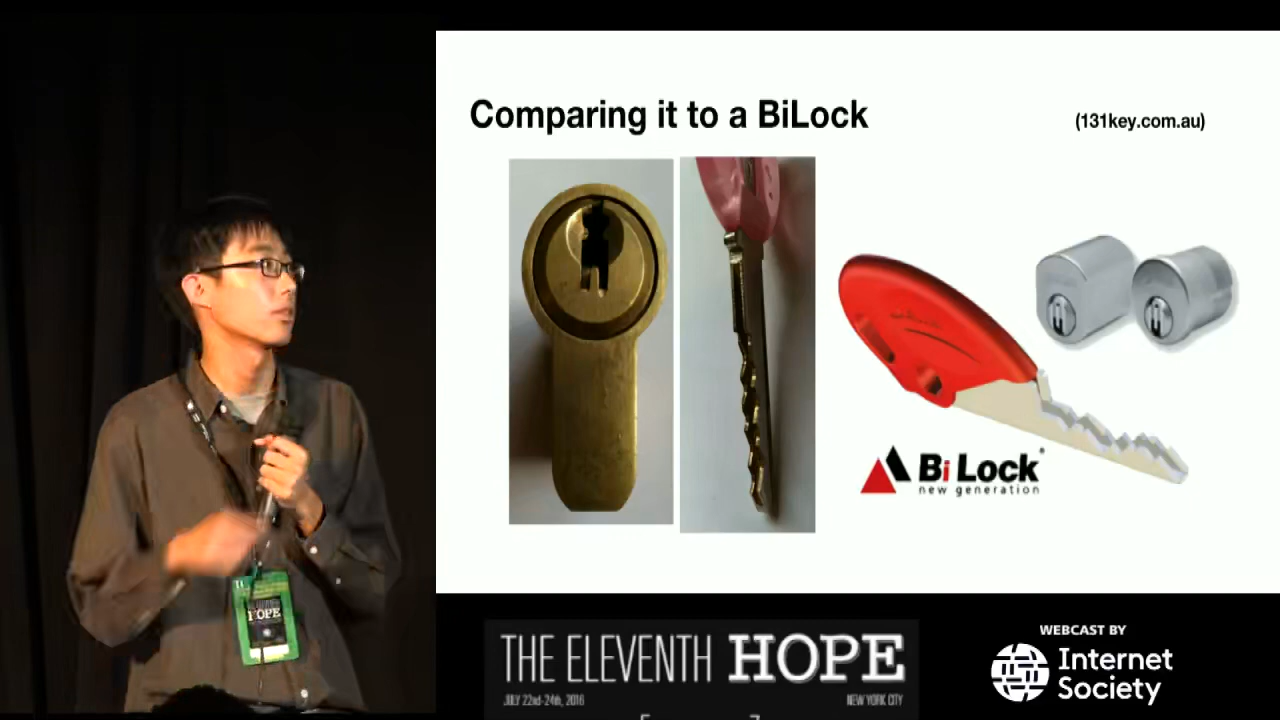 Comparing it to a BiLock
(131key.com.au)
Bi Lock
new generation
HOPE
THE ELEVENTH HOPE
JULY 22nd-24th, 2016
NEW YORK CITY
WEBCAST BY
Internet
Society